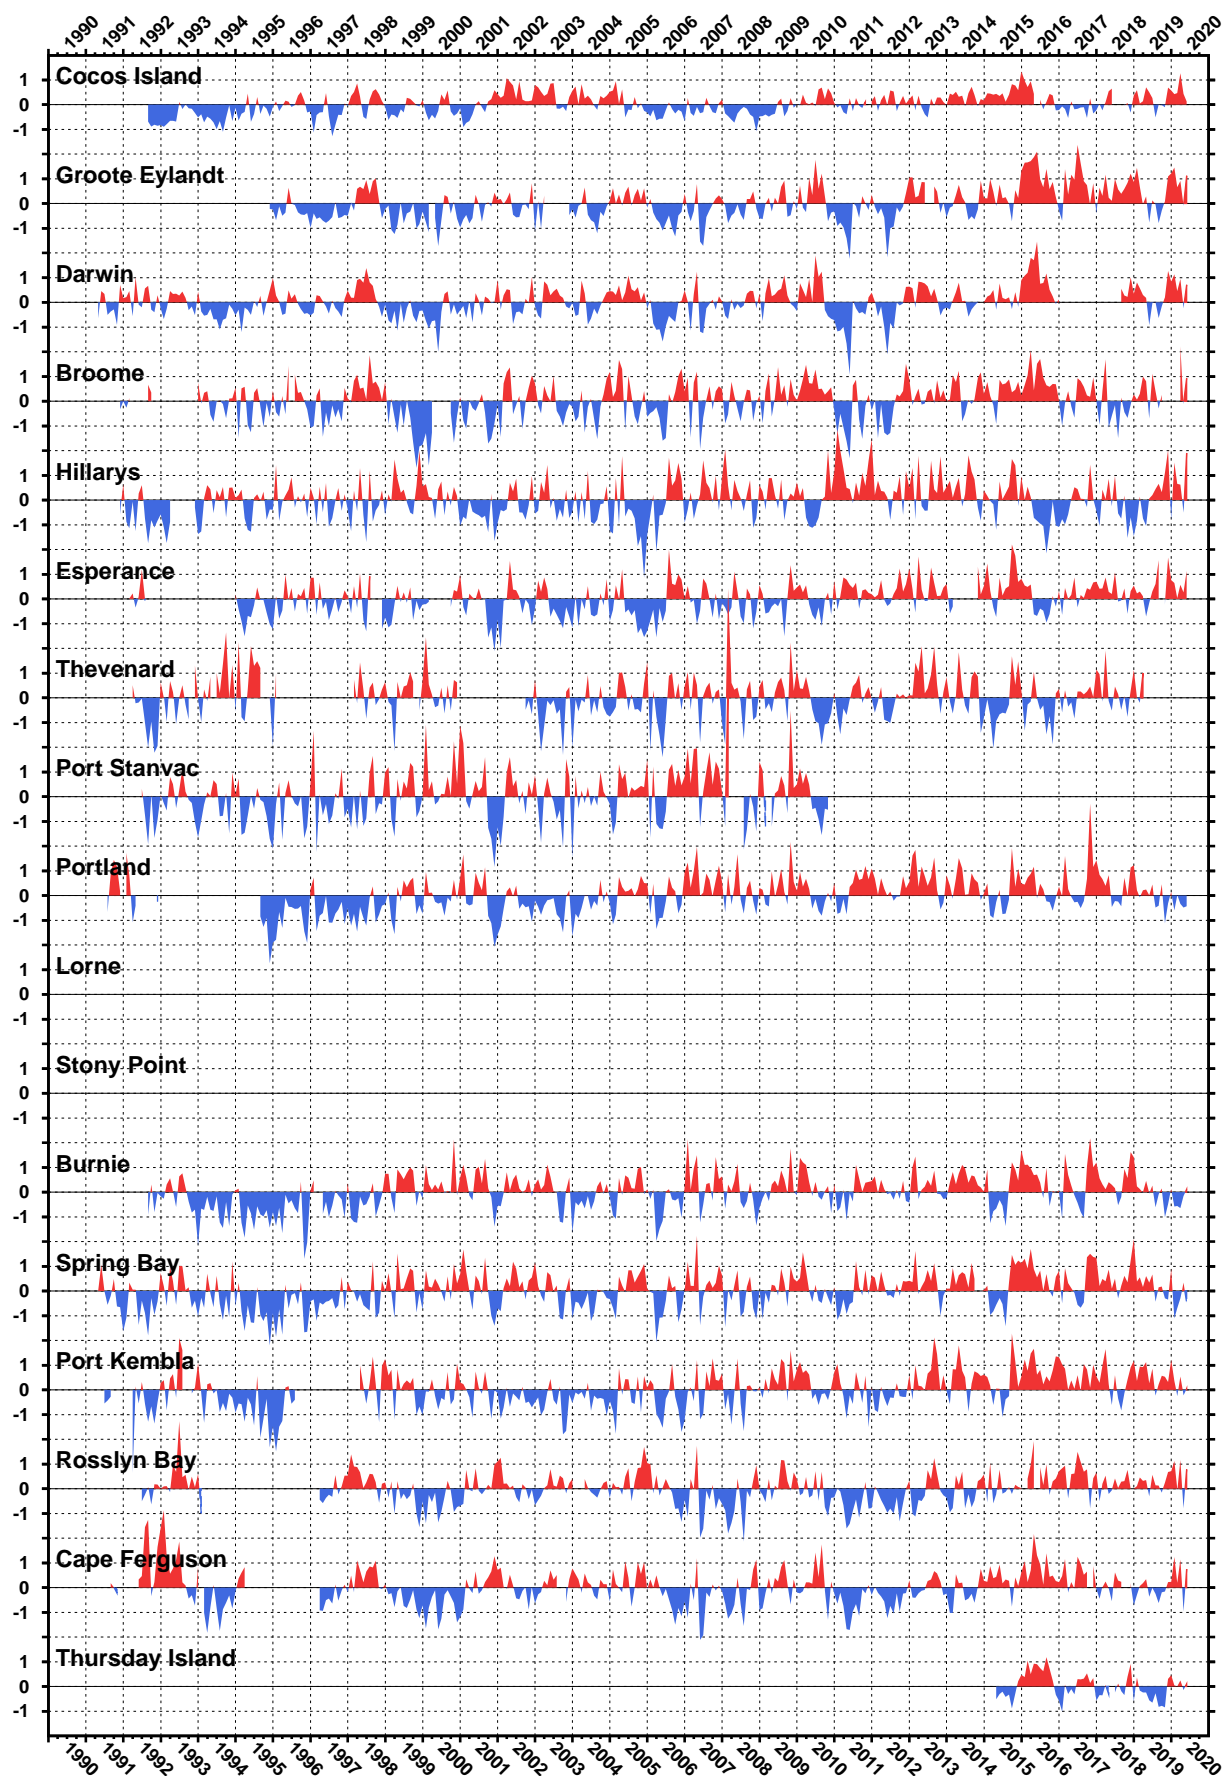 1990 1991 1992 1993 1994 1995 1996 1997 1998 1999 2000 2001 2002 2003 2004 2005 2006 2007 2008 2009 2010 2011 2012 2013 2014 2015 2016 2017 2018 2019 2020
Cocos Island
1
0
-1
Groote Eylandt
1
0
-1
Darwin
1
0
-1
Broome
1
0
-1
Hillarys
1
0
-1
Esperance
1
0
-1
Thevenard
1
0
-1
Port Stanvac
1
0
-1
Portland
1
0
-1
Lorne
1
0
-1
Stony Point
1
0
-1
Burnie
1
0
-1
Spring Bay
1
0
-1
Port Kembla
1
0
-1
Rosslyn Bay
1
0
-1
Cape Ferguson
1
0
-1
Thursday Island
1
0
-1
1990 1991 1992 1993 1994 1995 1996 1997 1998 1999 2000 2001 2002 2003 2004 2005 2006 2007 2008 2009 2010 2011 2012 2013 2014 2015 2016 2017 2018 2019 2020